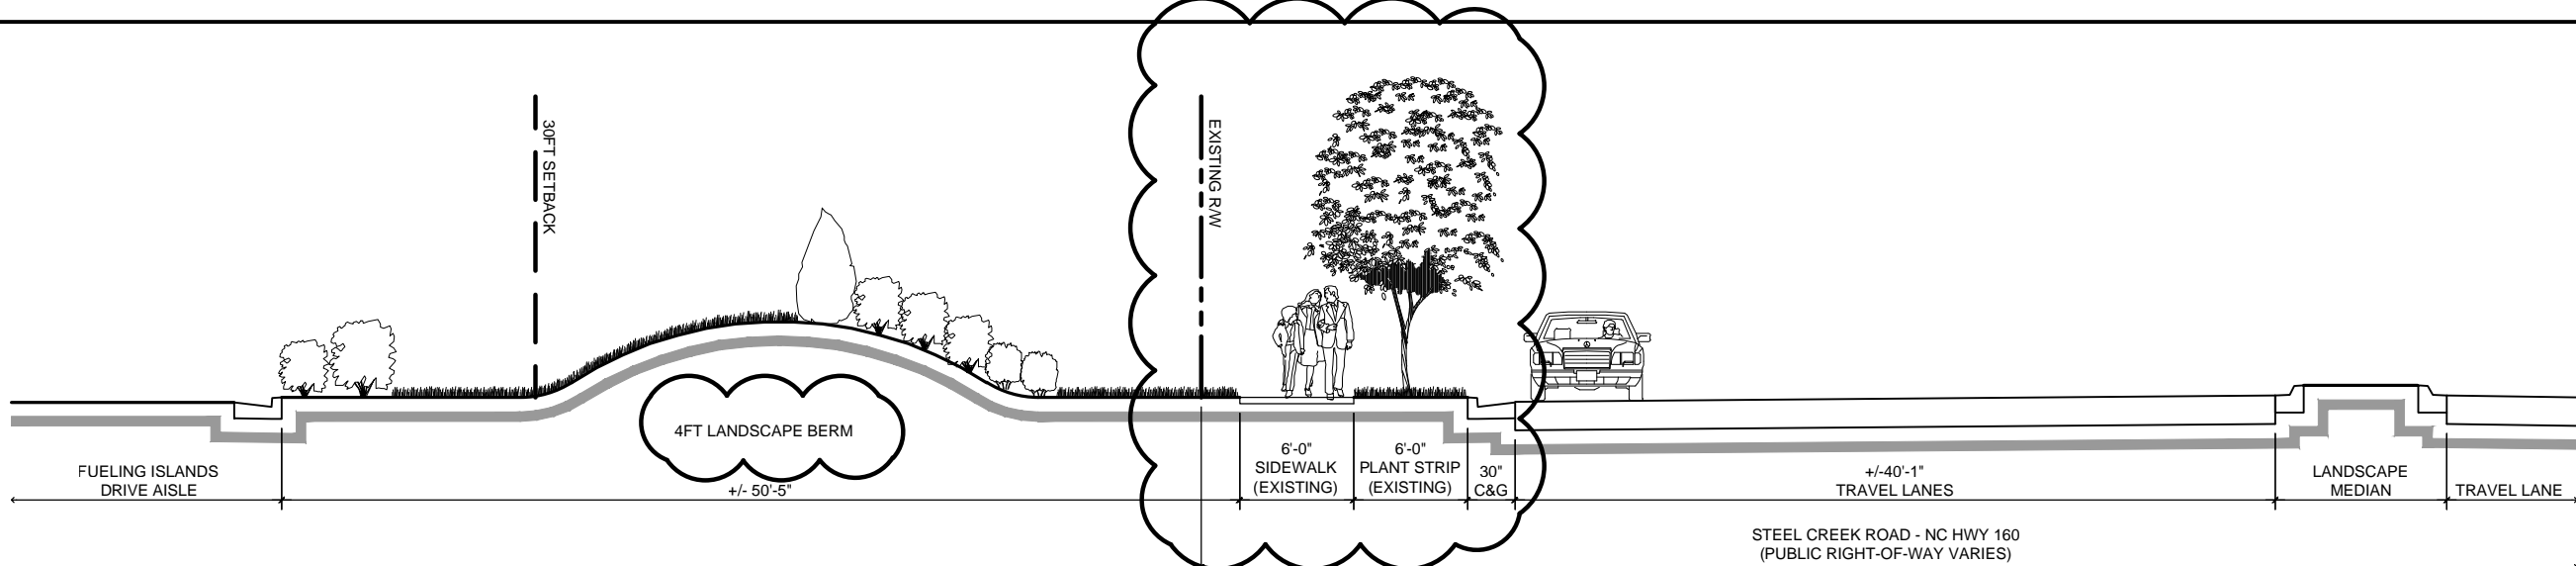 30FT SETBACK
EXISTING R/W
4FT LANDSCAPE BERM
FUELING ISLANDS
DRIVE AISLE
+/- 50'-5"
6'-0"
SIDEWALK
(EXISTING)
6'-0"
PLANT STRIP
(EXISTING)
30"
C&G
+/-40'-1"
TRAVEL LANES
LANDSCAPE
MEDIAN
TRAVEL LANE
STEEL CREEK ROAD - NC HWY 160
(PUBLIC RIGHT-OF-WAY VARIES)